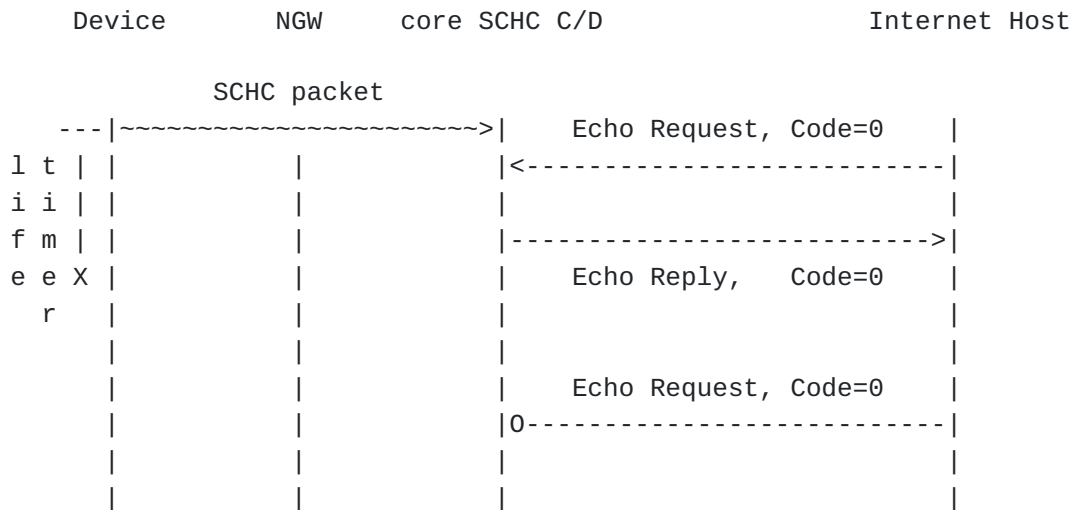 Device NGW core SCHC C/D Internet Host
SCHC packet
---|~~~~~~~~~~~~~~~~~~~~~~~>| Echo Request, Code=0 |
l t | | | |<---------------------------|
i i | | | | |
f m | | | |--------------------------->|
e e X | | | Echo Reply, Code=0 |
r | | | |
| | | |
| | | Echo Request, Code=0 |
| | |O---------------------------|
| | | |
| | | |